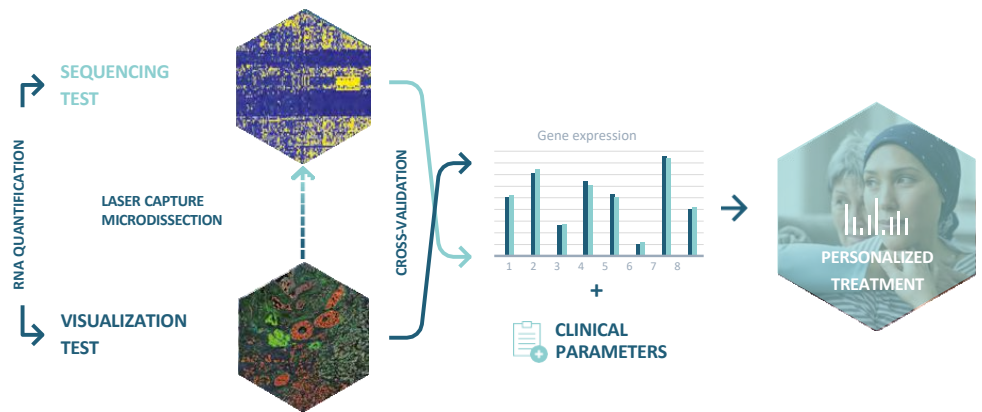 SEQUENCING
TEST
RNA QUANTIFICATION
LASER CAPTURE
MICRODISSECTION
VISUALIZATION
TEST
CROSS-VALIDATION
Gene expression
1 2 3 4 5 6 7 8
+
CLINICAL
PARAMETERS
PERSONALIZED
TREATMENT